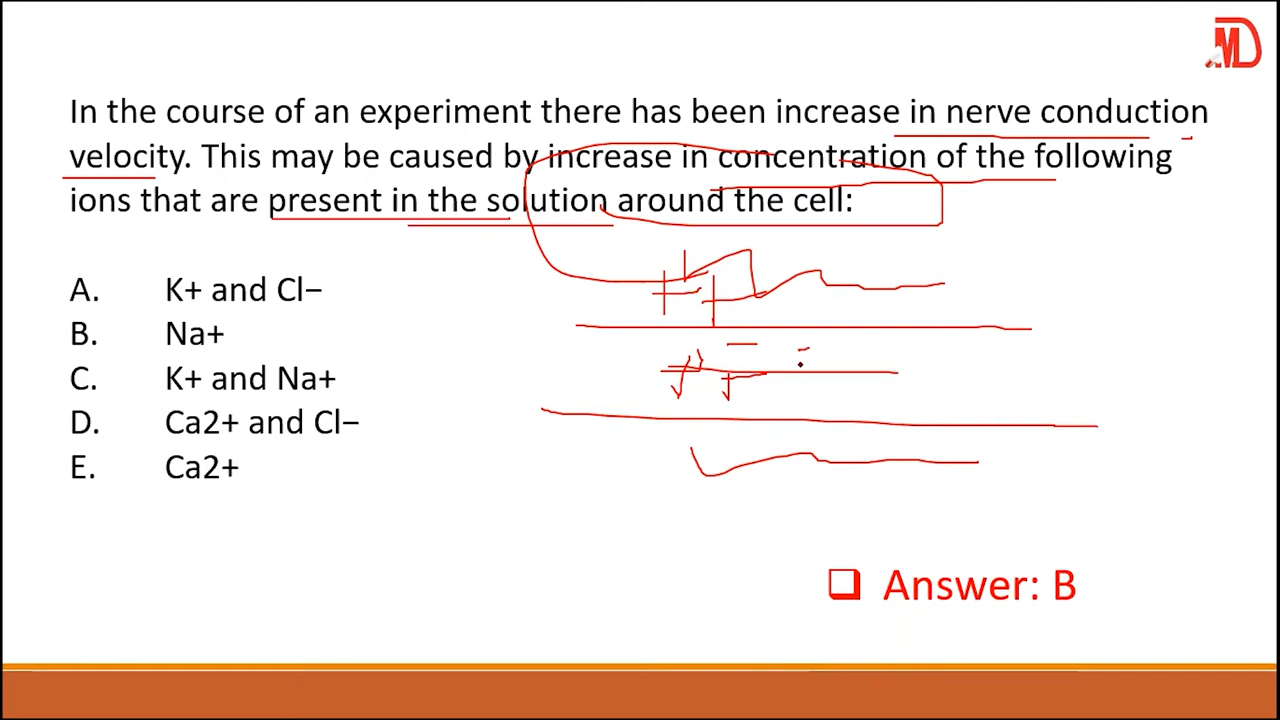 MD
In the course of an experiment there has been increase in nerve conduction
velocity. This may be caused by increase in concentration of the following
ions that are present in the solution around the cell:
A. K+ and Cl−
B. Na+
C. K+ and Na+
D. Ca2+ and Cl−
E. Ca2+
❑ Answer: B